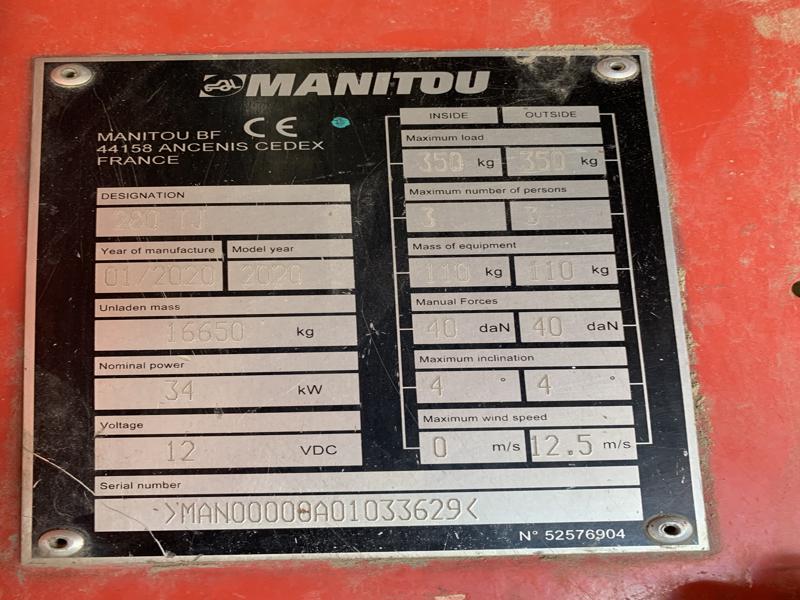 MANITOU
MANITOU BF CE
44158 ANCENIS CEDEX
FRANCE
DESIGNATION
280 TJ
Year of manufacture Model year
01/2020 2020
Unladen mass
16650 kg
Nominal power
34 kW
Voltage
12 VDC
INSIDE OUTSIDE
Maximum load
350 kg 350 kg
Maximum number of persons
3 3
Mass of equipment
110 kg 110 kg
Manual Forces
40 daN 40 daN
Maximum inclination
4 ° 4 °
Maximum wind speed
0 m/s 12.5 m/s
Serial number
>MAN00000A01033629<
N° 52576904